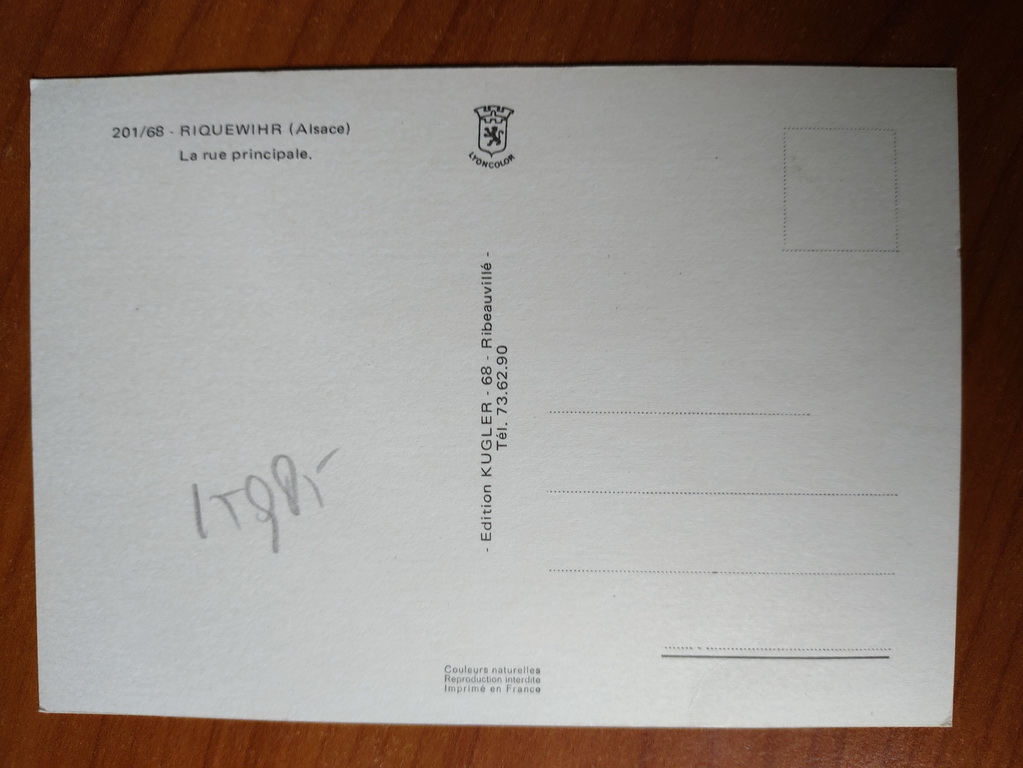 201/68 - RIQUEWIHR (Alsace)
La rue principale.
LYONCOLOR
- Edition KUGLER - 68 - Ribeauvillé -
Tél. 73.62.90
Couleurs naturelles
Reproduction interdite
Imprimé en France